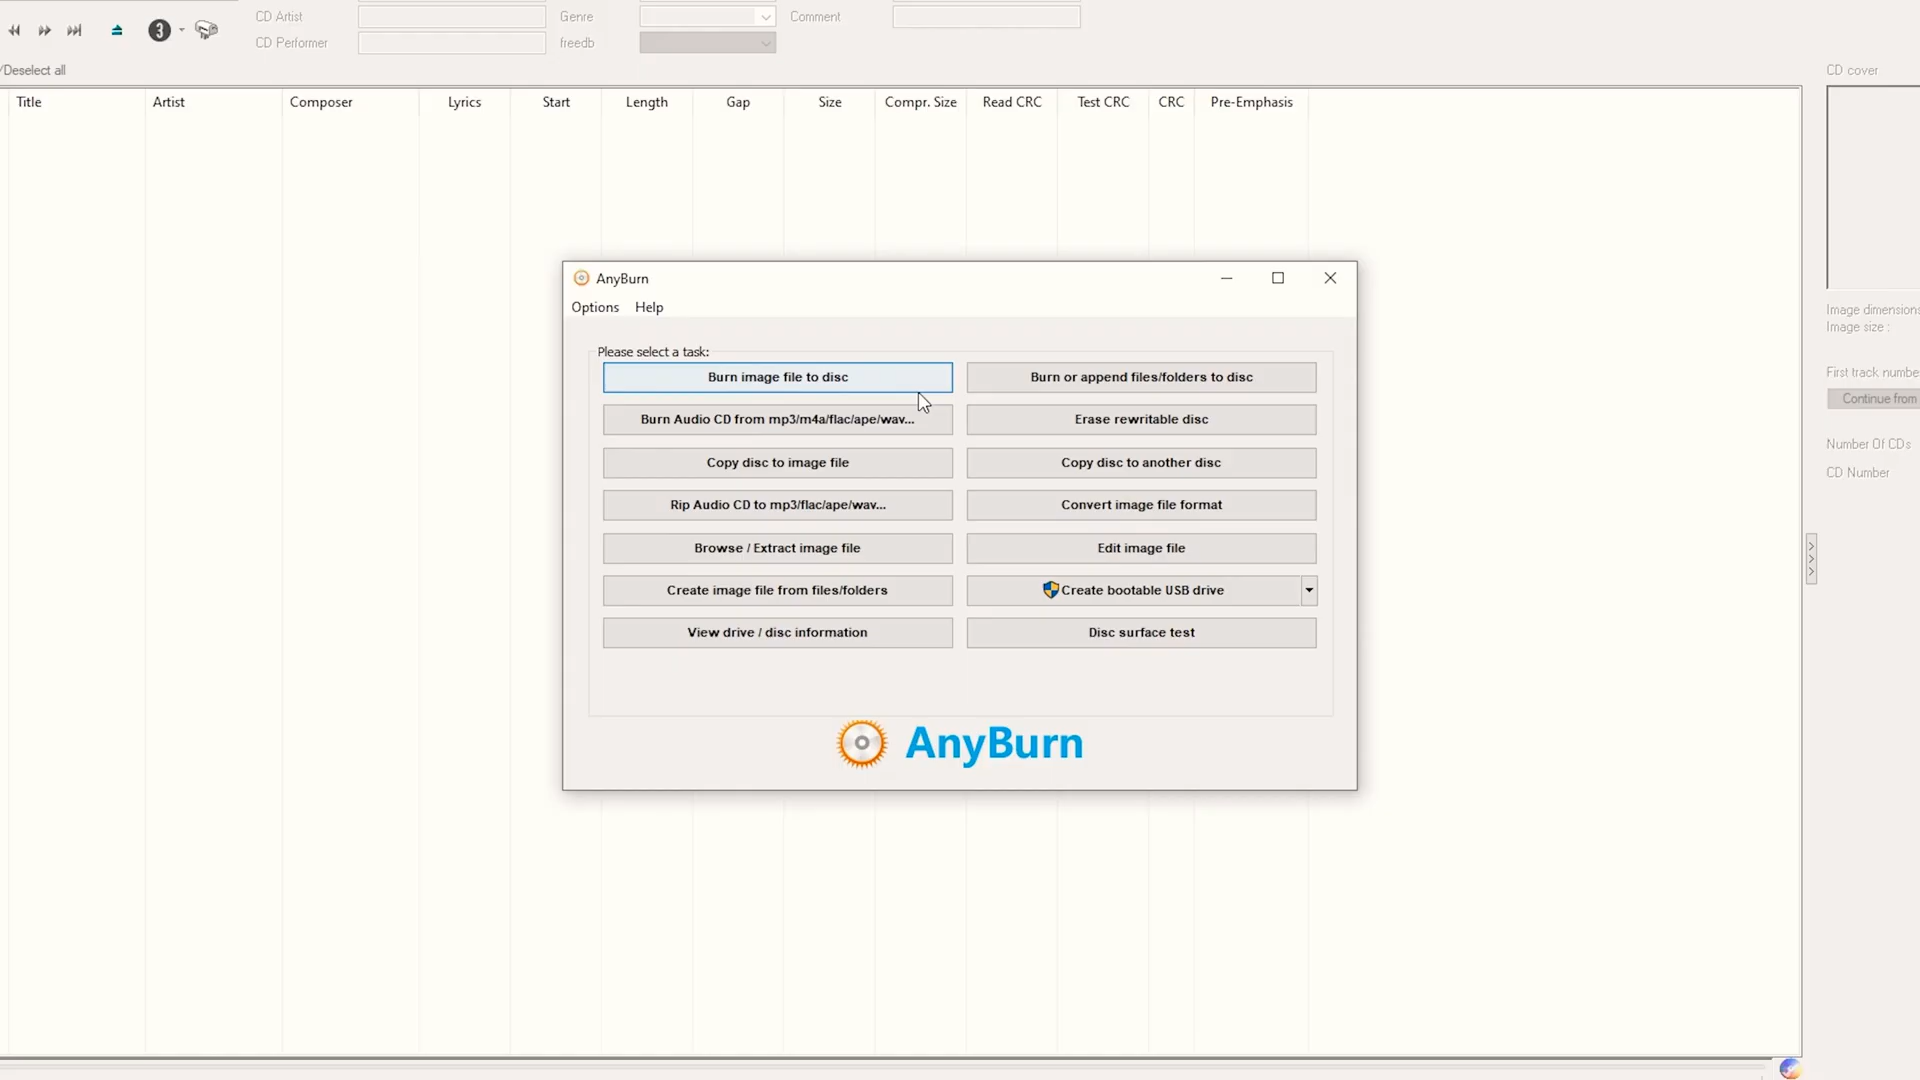 CD Artist
Genre
Comment
3
CD Performer
freedb
/Deselect all
CD cover
Title
Artist
Composer
Lyrics
Start
Length
Gap
Size
Compr. Size
Read CRC
Test CRC
CRC
Pre-Emphasis
AnyBurn
Options
Help
Please select a task:
Burn image file to disc
Burn or append files/folders to disc
Burn Audio CD from mp3/m4a/flac/ape/wav...
Erase rewritable disc
Copy disc to image file
Copy disc to another disc
Rip Audio CD to mp3/flac/ape/wav...
Convert image file format
Browse / Extract image file
Edit image file
Create image file from files/folders
Create bootable USB drive
View drive / disc information
Disc surface test
AnyBurn
Image dimensions
Image size :
First track numbe
Continue from
Number Of CDs
CD Number